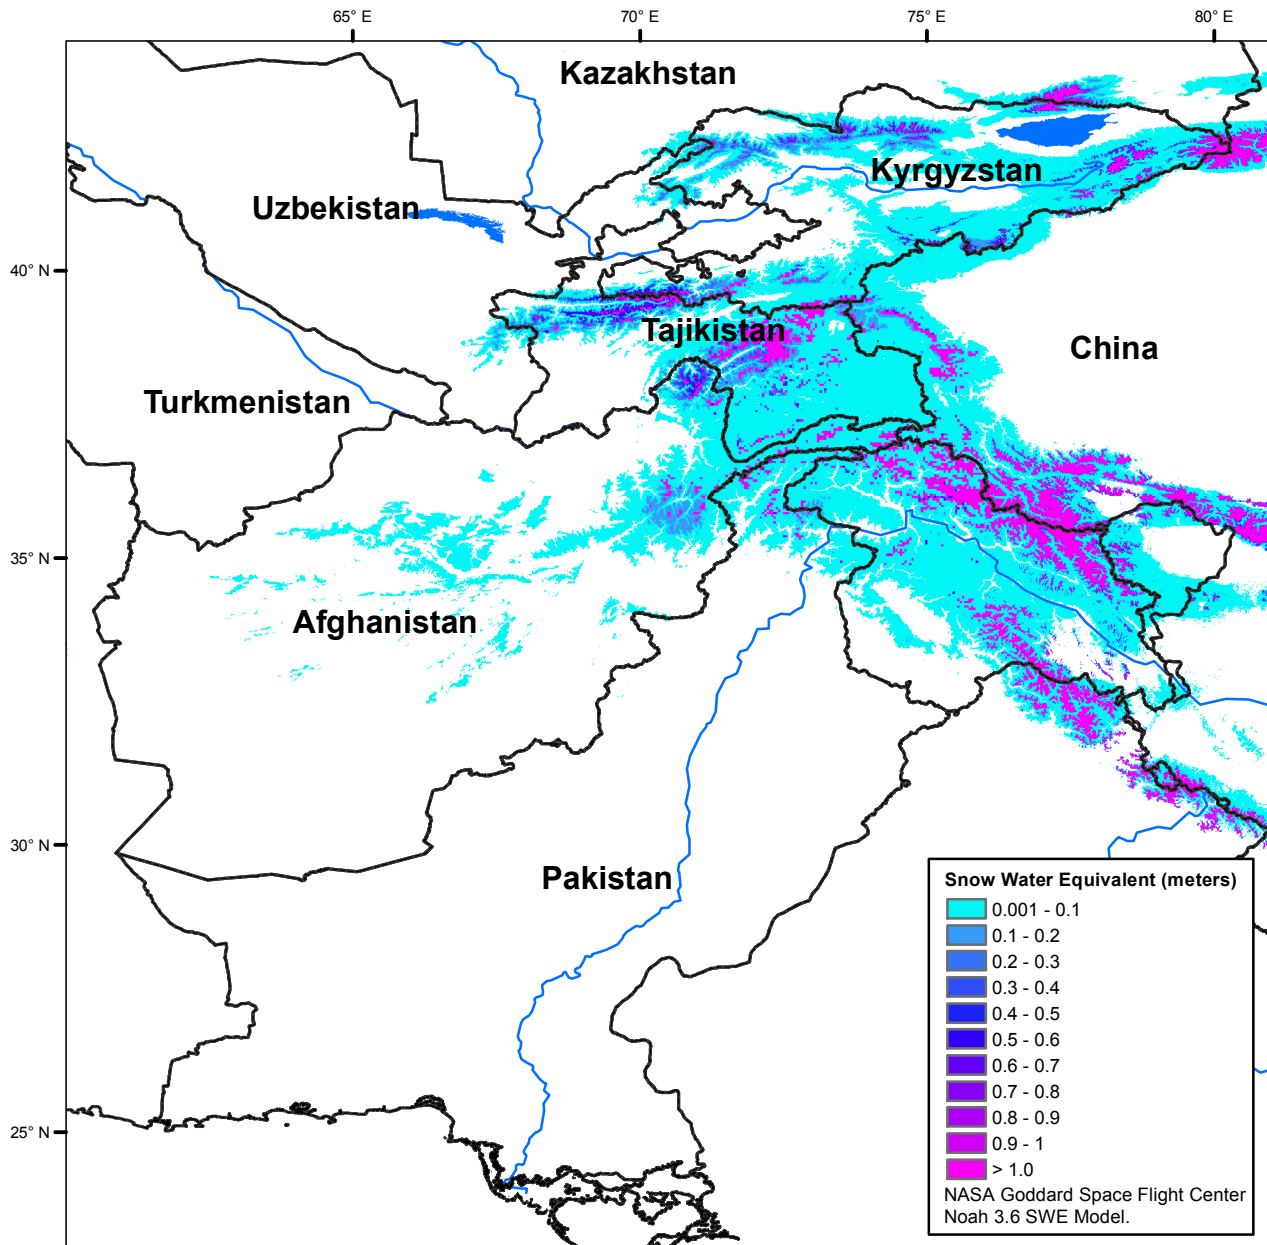 65° E
70° E
75° E
80° E
Kazakhstan
Kyrgyzstan
Uzbekistan
40° N
Tajikistan
China
Turkmenistan
35° N
Afghanistan
30° N
Pakistan
25° N
Snow Water Equivalent (meters)
0.001 - 0.1
0.1 - 0.2
0.2 - 0.3
0.3 - 0.4
0.4 - 0.5
0.5 - 0.6
0.6 - 0.7
0.7 - 0.8
0.8 - 0.9
0.9 - 1
> 1.0
NASA Goddard Space Flight Center
Noah 3.6 SWE Model.